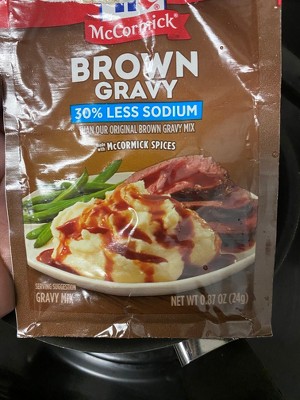 McCormick
BROWN
GRAVY
30% LESS SODIUM
THAN OUR ORIGINAL BROWN GRAVY MIX
with McCORMICK SPICES
SERVING SUGGESTION
GRAVY MIX
NET WT 0.87 OZ (24g)